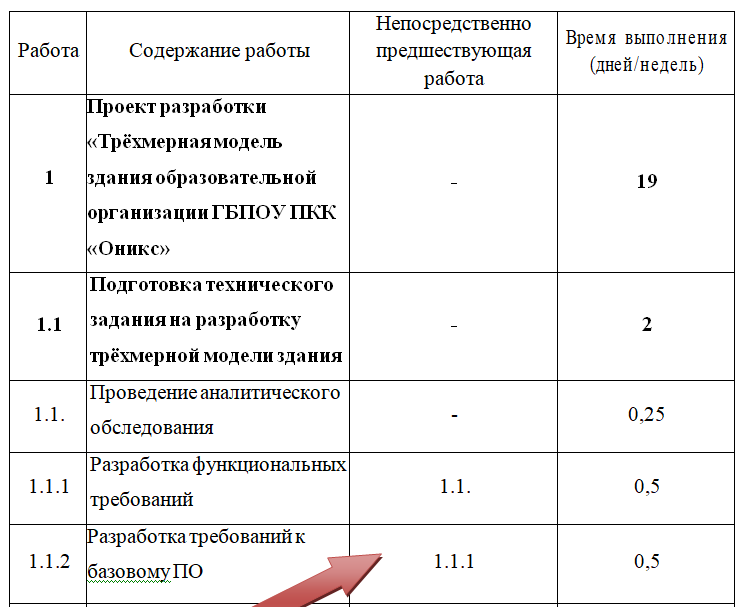 Работа
Содержание работы
Непосредственно
предшествующая
работа
Время выполнения
(дней/недель)
1
Проект разработки
«Трёхмерная модель
здания образовательной
организации ГБПОУ ПКК
«Оникс»
-
19
1.1
Подготовка технического
задания на разработку
трёхмерной модели здания
-
2
1.1.
Проведение аналитического
обследования
-
0,25
1.1.1
Разработка функциональных
требований
1.1.
0,5
1.1.2
Разработка требований к
базовому ПО
1.1.1
0,5